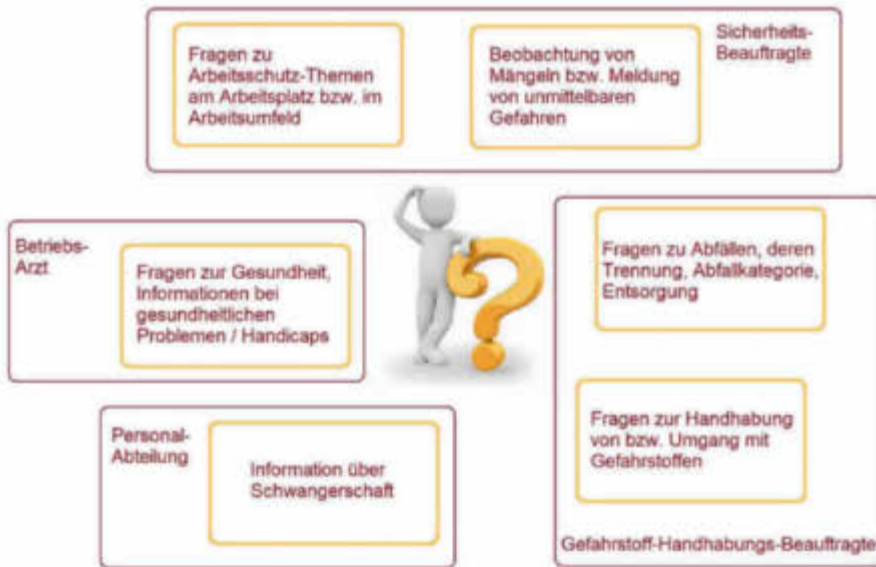 Sicherheits-
Beauftragte
Fragen zu
Arbeitsschutz-Themen
am Arbeitsplatz bzw. im
Arbeitsumfeld
Beobachtung von
Mängeln bzw. Meldung
von unmittelbaren
Gefahren
Betriebs-
Arzt
Fragen zur Gesundheit,
Informationen bei
gesundheitlichen
Problemen / Handicaps
Fragen zu Abfällen, deren
Trennung, Abfallkategorie,
Entsorgung
Personal-
Abteilung
Information über
Schwangerschaft
Fragen zur Handhabung
von bzw. Umgang mit
Gefahrstoffen
Gefahrstoff-Handhabungs-Beauftragte